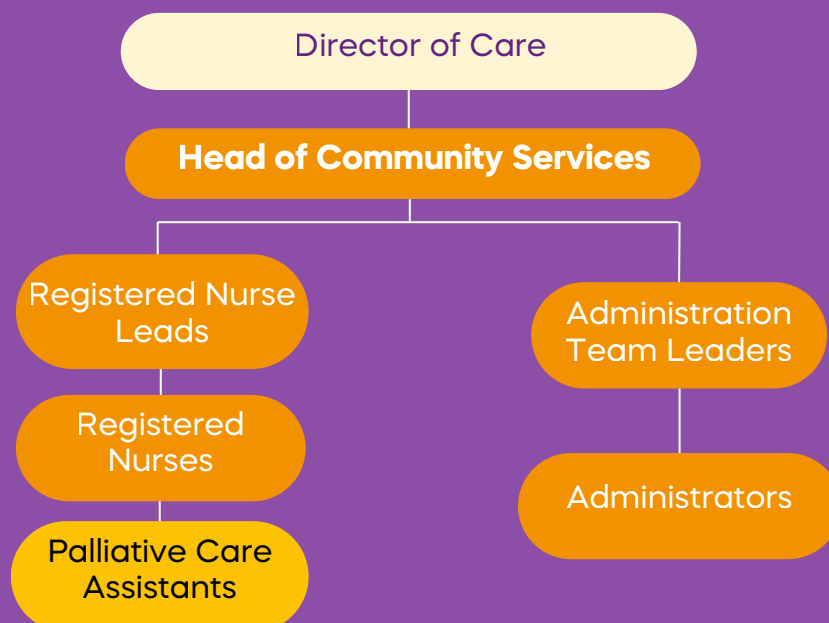 Director of Care
Head of Community Services
Registered Nurse
Leads
Registered
Nurses
Palliative Care
Assistants
Administration
Team Leaders
Administrators